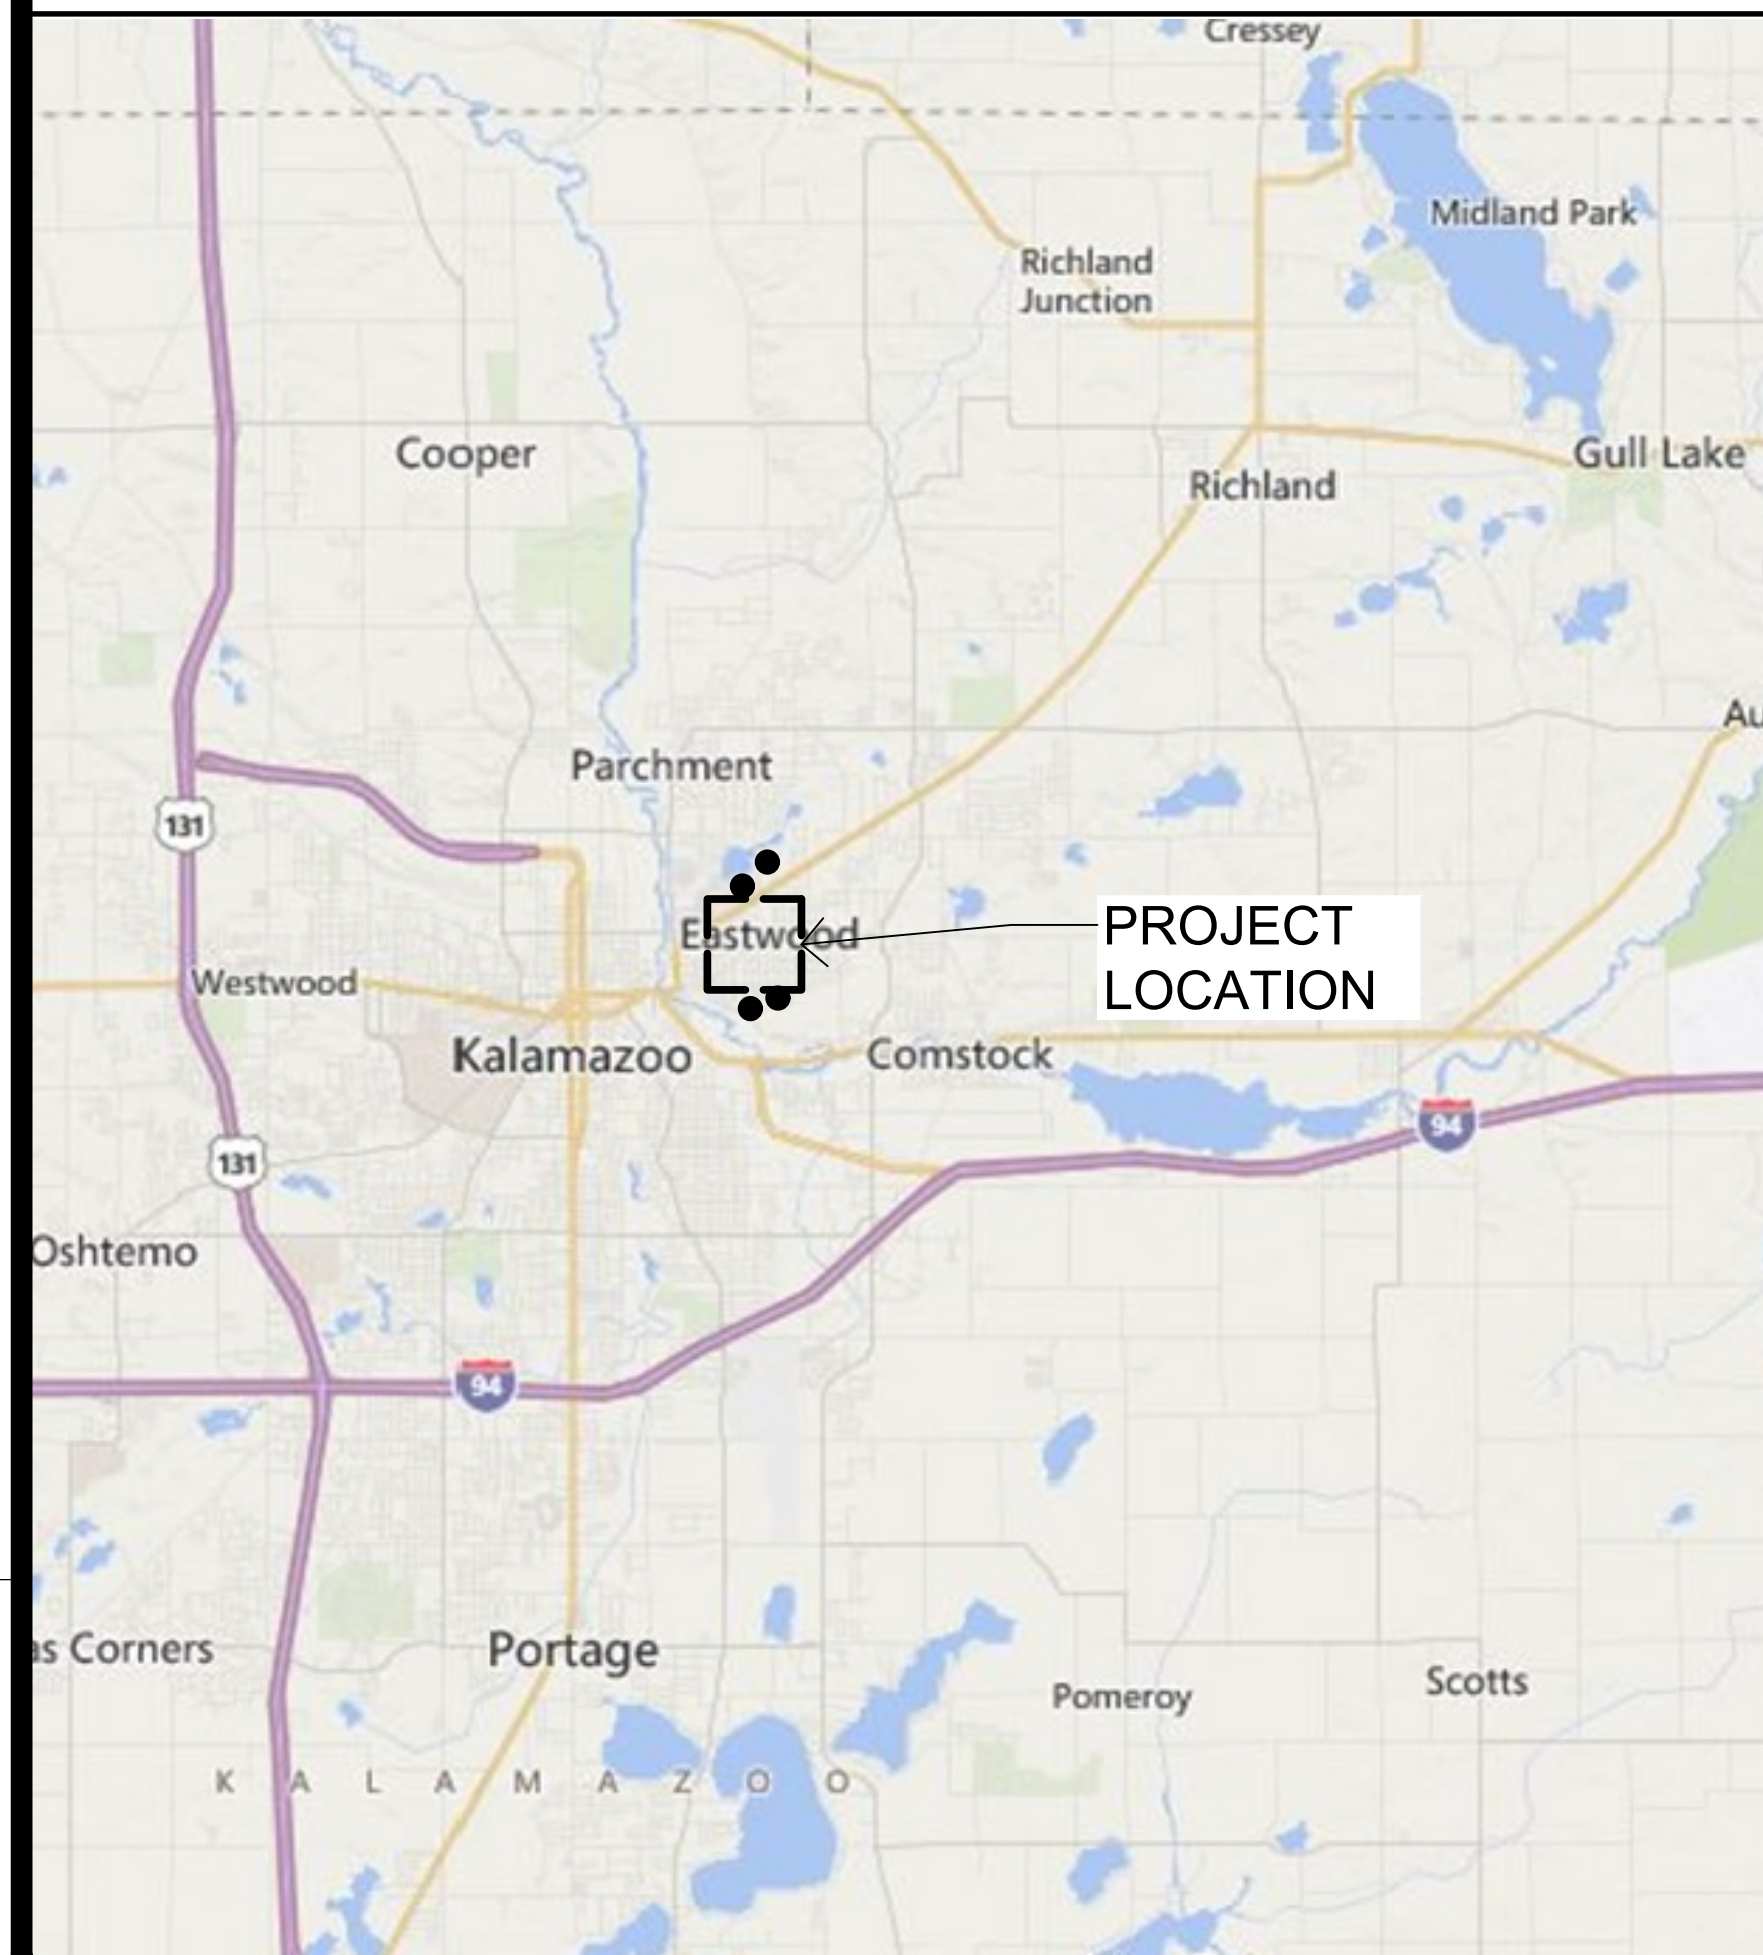 Cressey
Midland Park
Richland
Junction
Cooper
Gull Lake
Richland
Au
Parchment
131
Eastwood
PROJECT
LOCATION
Westwood
Kalamazoo
Comstock
94
131
Oshtemo
94
as Corners
Portage
Scotts
Pomeroy
K A L A M A Z O O